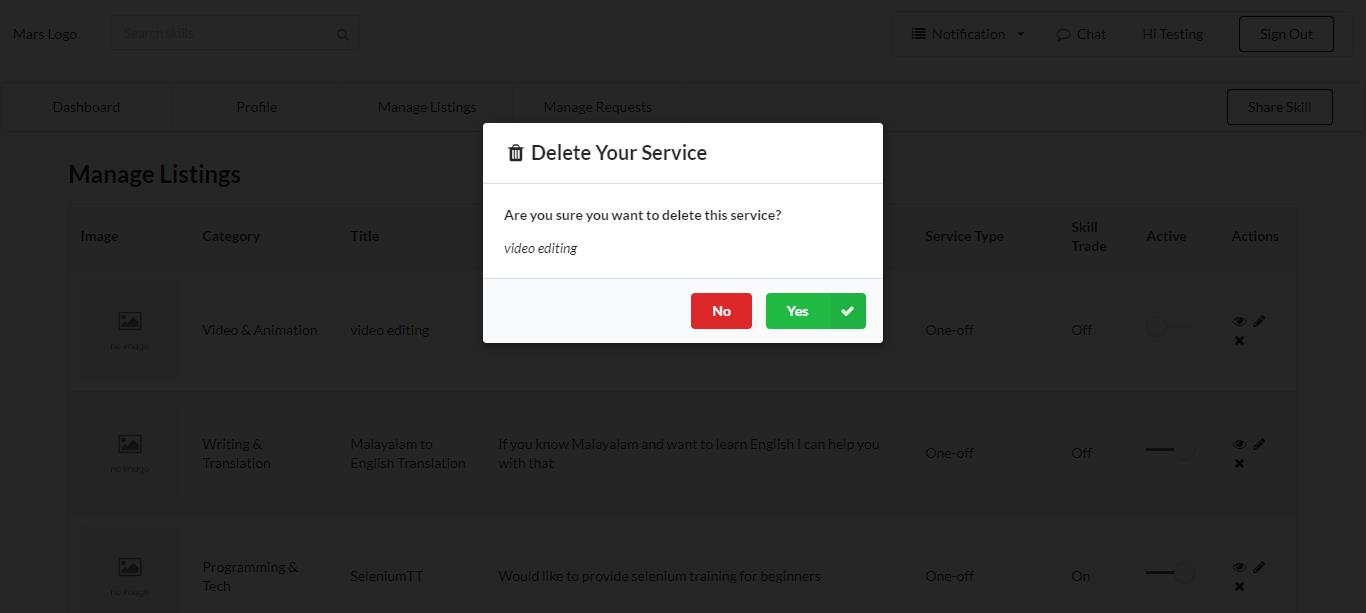 Mars Logo
Search skills
Notification
Chat
Hi Testing
Sign Out
Dashboard
Profile
Manage Listings
Manage Requests
Share Skill
Delete Your Service
Are you sure you want to delete this service?
video editing
No
Yes
Manage Listings
Image
Category
Title
Service Type
Skill
Trade
Active
Actions
no image
Video & Animation
video editing
One-off
Off
no image
Writing &
Translation
Malayalam to
English Translation
If you know Malayalam and want to learn English I can help you
with that
One-off
Off
no image
Programming &
Tech
SeleniumTT
Would like to provide selenium training for beginners
One-off
On